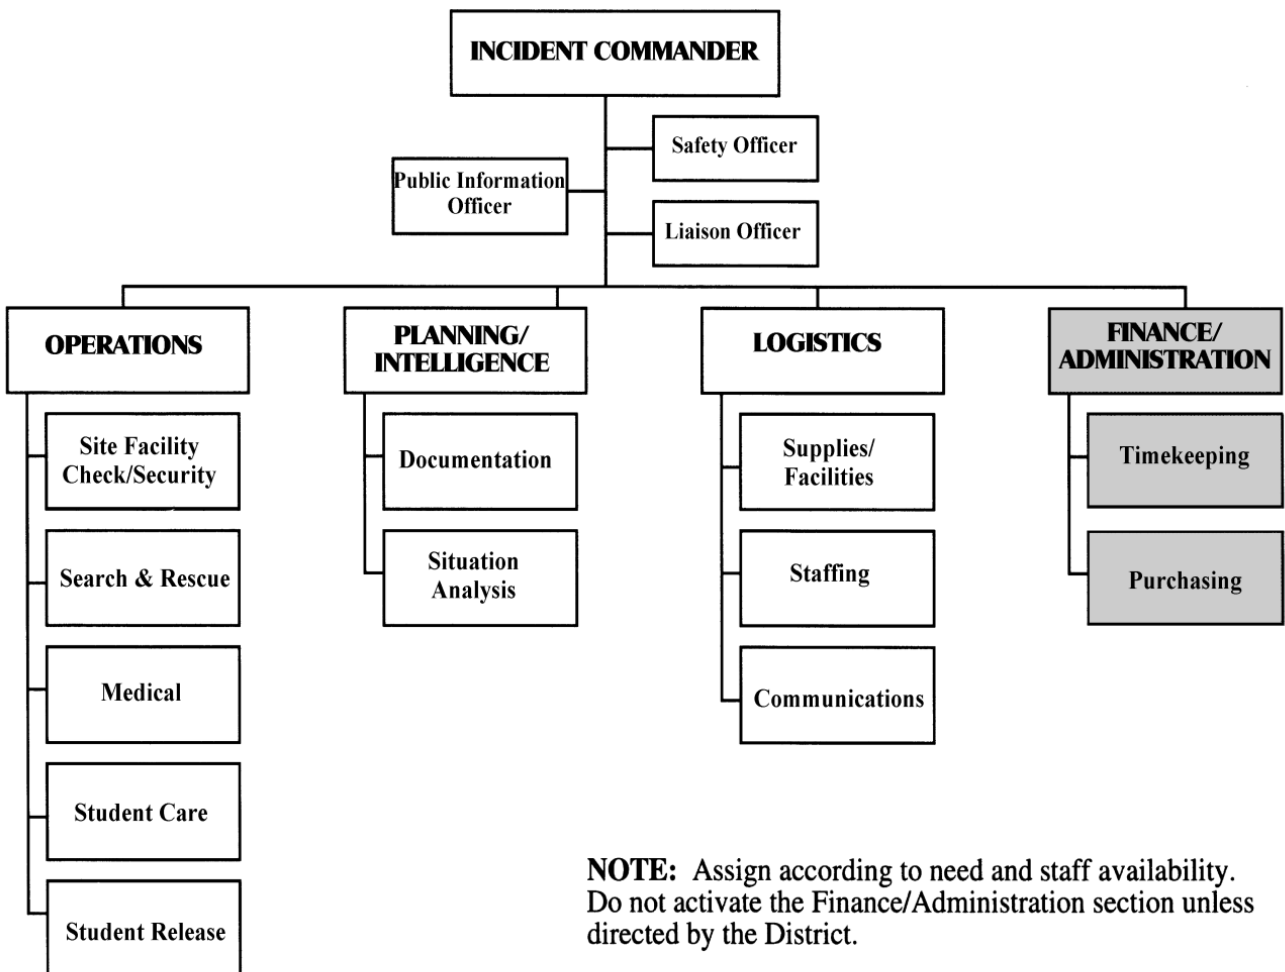 INCIDENT COMMANDER
Safety Officer
Public Information
Officer
Liaison Officer
OPERATIONS
Site Facility
Check/Security
Search & Rescue
Medical
Student Care
Student Release
PLANNING/
INTELLIGENCE
Documentation
Situation
Analysis
LOGISTICS
Supplies/
Facilities
Staffing
Communications
FINANCE/
ADMINISTRATION
Timekeeping
Purchasing
NOTE: Assign according to need and staff availability.
Do not activate the Finance/Administration section unless
directed by the District.